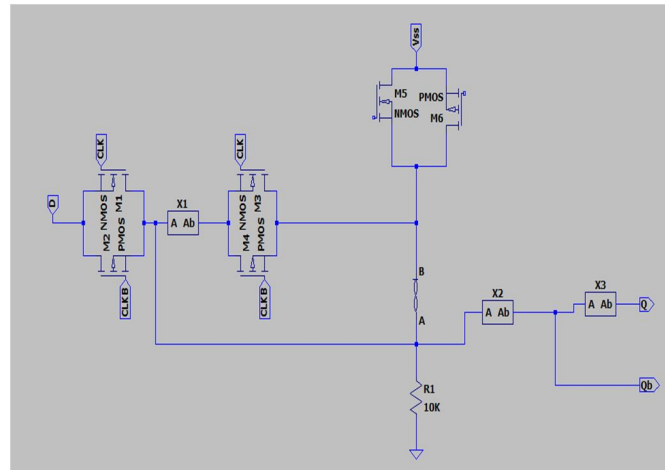 Vss
M5
PMOS
NMOS
M6
CLK
CLK
D
NMOS
M1
M2
PMOS
X1
A Ab
NMOS
M3
M4
PMOS
CLKB
CLKB
B
A
X2
A Ab
X3
A Ab
Q
Qb
R1
10K